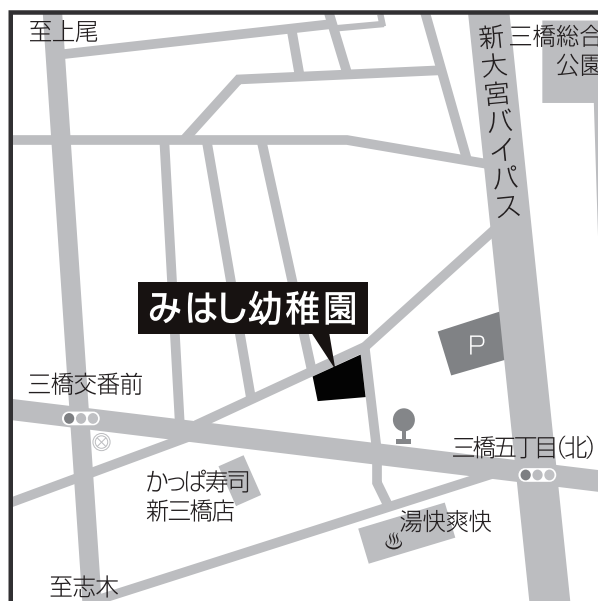 至上尾
新大宮バイパス
三橋総合
公園
みはし幼稚園
P
三橋交番前
三橋五丁目(北)
かっぱ寿司
新三橋店
湯快爽快
至志木